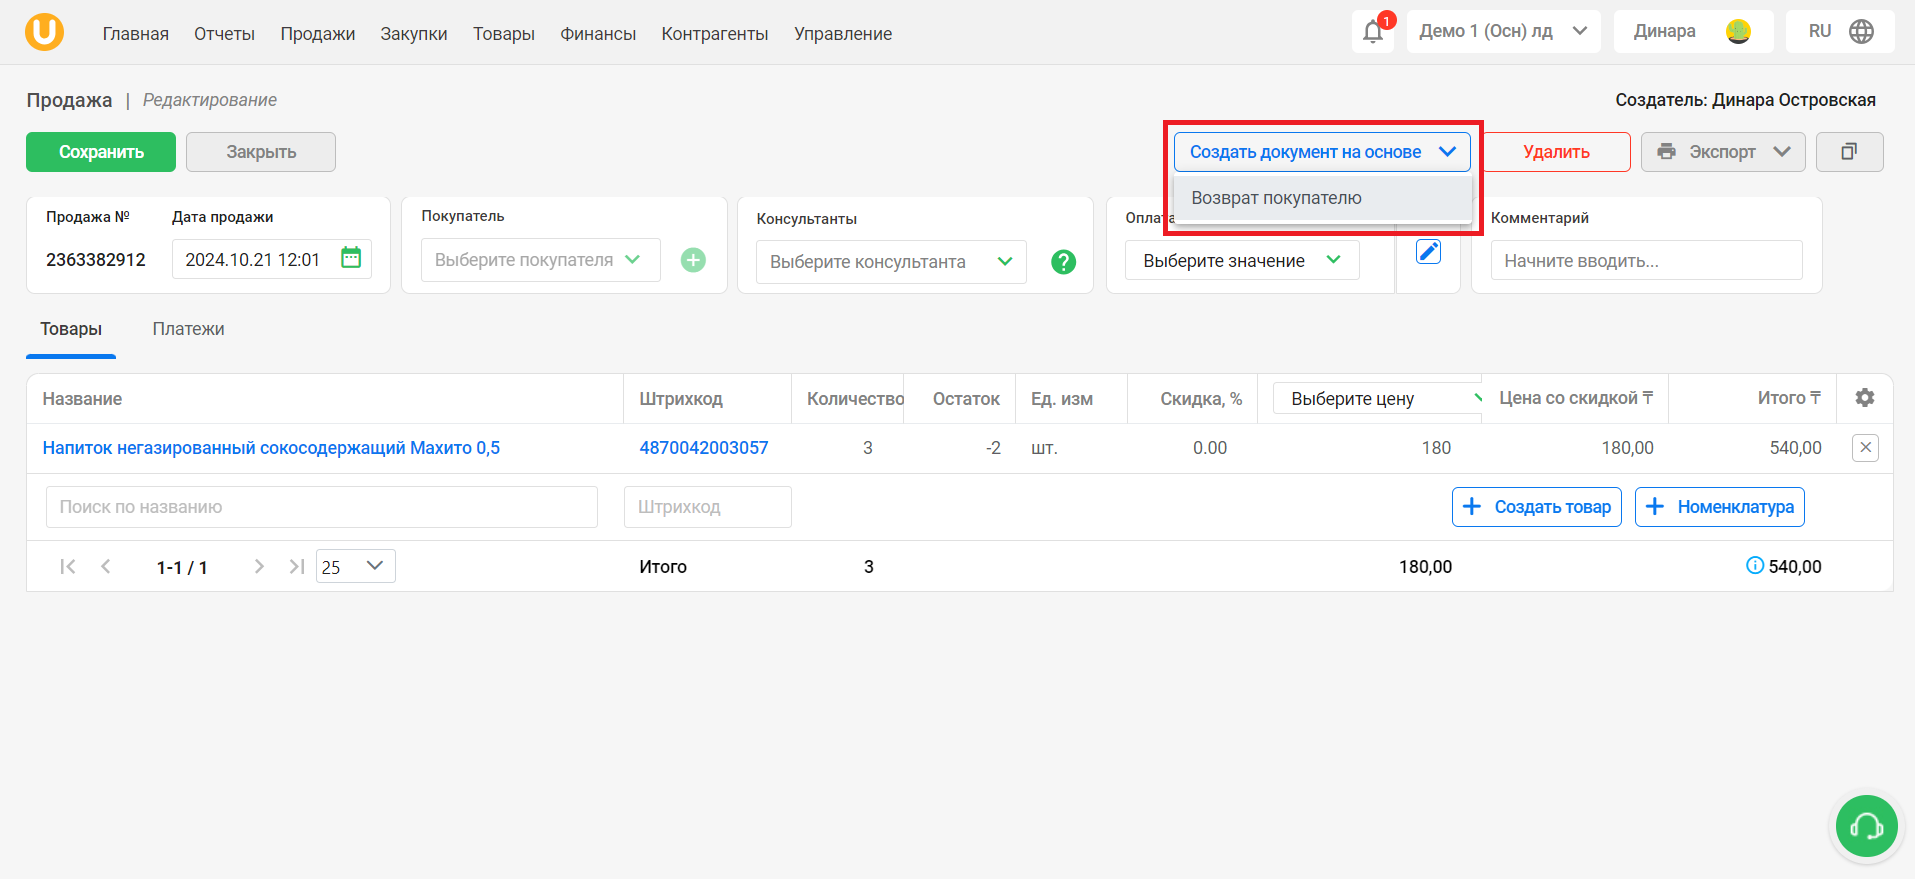 Главная Отчеты Продажи Закупки Товары Финансы Контрагенты Управление 1 Демо 1 (Осн) лд Динара RU
Продажа | Редактирование Создатель: Динара Островская
Сохранить Закрыть Создать документ на основе Удалить Экспорт
Возврат покупателю
Продажа № Дата продажи Покупатель Консультанты Оплата Комментарий
2363382912 2024.10.21 12:01 Выберите покупателя Выберите консультанта Выберите значение Начните вводить...
Товары Платежи
Название Штрихкод Количество Остаток Ед. изм Скидка, % Выберите цену Цена со скидкой ₸ Итого ₸
Напиток негазированный сокосодержащий Махито 0,5 4870042003057 3 -2 шт. 0.00 180 180,00 540,00
Поиск по названию Штрихкод Создать товар Номенклатура
1-1 / 1 25 Итого 3 180,00 540,00